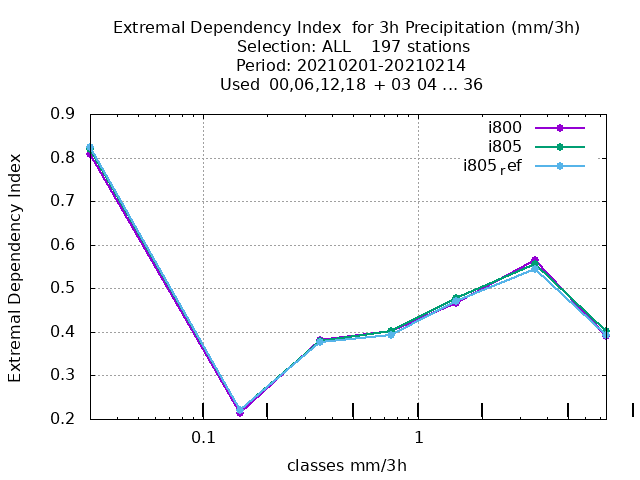 Extremal Dependency Index  for 3h Precipitation (mm/3h)
Selection: ALL    197 stations
Period: 20210201-20210214
Used  00,06,12,18  + 03 04 ... 36
i800
i805
i805ref
Extremal Dependency Index
0.9
0.8
0.7
0.6
0.5
0.4
0.3
0.2
0.1
1
classes mm/3h